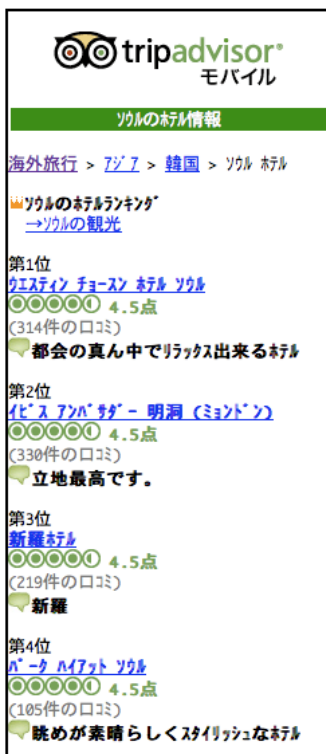 tripadvisor®
モバイル
ｿｳﾙのﾎﾃﾙ情報
海外旅行 > ｱｼﾞｱ > 韓国 > ｿｳﾙ ﾎﾃﾙ
ｿｳﾙのﾎﾃﾙﾗﾝｷﾝｸﾞ
→ｿｳﾙの観光
第1位
ｳｴｽﾃｨﾝ ﾁｮｰｽﾝ ﾎﾃﾙ ｿｳﾙ
4.5点
(314件の口ｺﾐ)
都会の真ん中でﾘﾗｯｸｽ出来るﾎﾃﾙ
第2位
ｲﾋﾞｽ ｱﾝﾊﾞｻﾀﾞｰ 明洞 (ﾐｮﾝﾄﾞﾝ)
4.5点
(330件の口ｺﾐ)
立地最高です。
第3位
新羅ﾎﾃﾙ
4.5点
(219件の口ｺﾐ)
新羅
第4位
ﾊﾟｰｸ ﾊｲｱｯﾄ ｿｳﾙ
4.5点
(105件の口ｺﾐ)
眺めが素晴らしくｽﾀｲﾘｯｼｭなﾎﾃﾙ